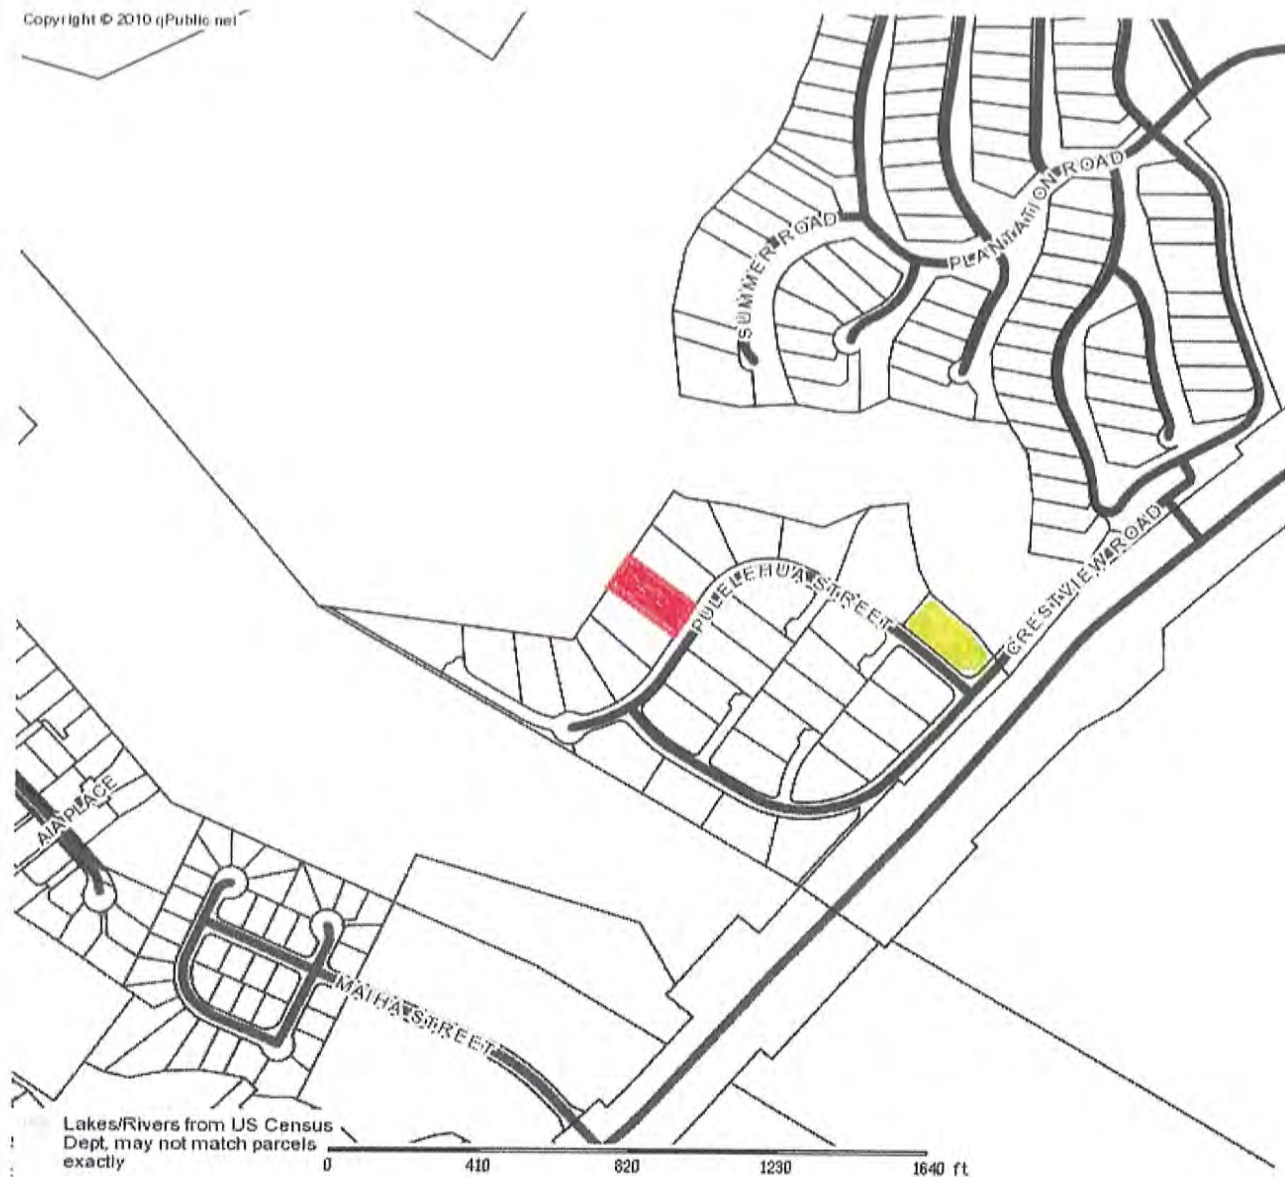 Copyright © 2010 qPublic.net
PLANTATION ROAD
SUMMER ROAD
CRESTVIEW ROAD
PULELEHUA STREET
AIA PLACE
MAIHA STREET
Lakes/Rivers from US Census
Dept, may not match parcels
exactly
0 410 820 1230 1640 ft